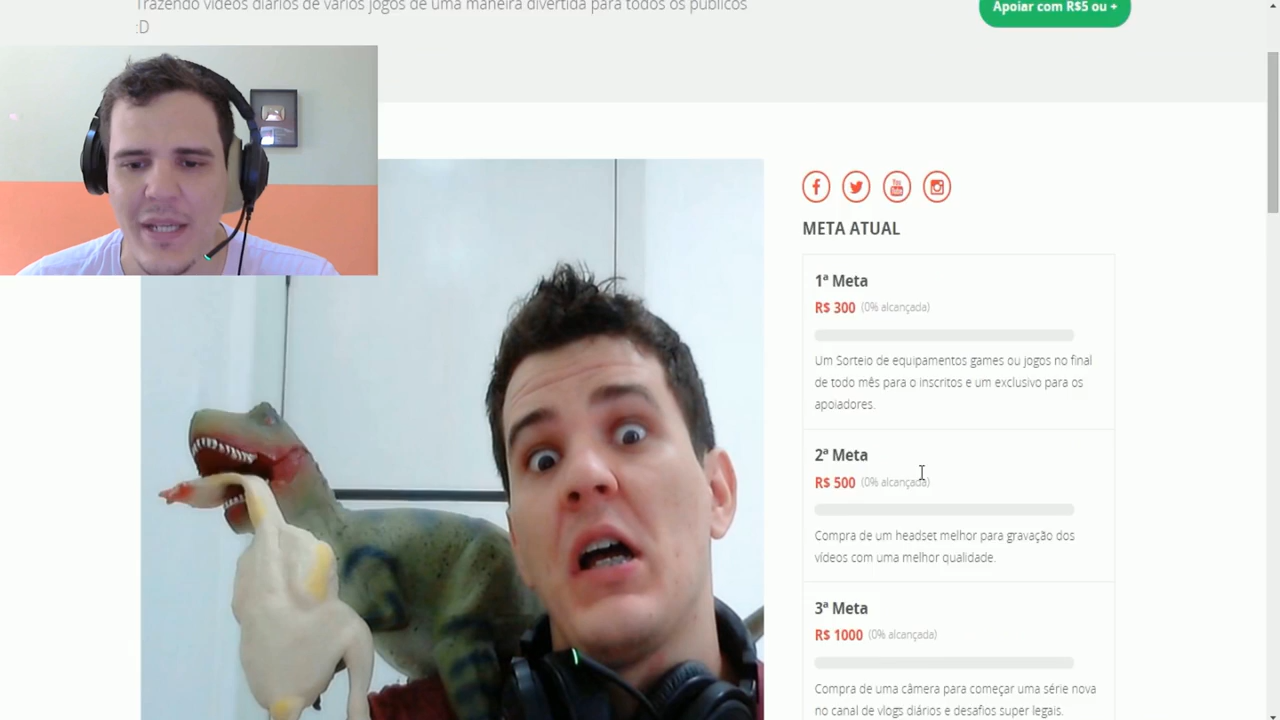 Trazendo vídeos diários de vários jogos de uma maneira divertida para todos os públicos
:D
Apoiar com R$5 ou +
META ATUAL
1ª Meta
R$ 300 (0% alcançada)
Um Sorteio de equipamentos games ou jogos no final
de todo mês para o inscritos e um exclusivo para os
apoiadores.
2ª Meta
R$ 500 (0% alcançada)
Compra de um headset melhor para gravação dos
vídeos com uma melhor qualidade.
3ª Meta
R$ 1000 (0% alcançada)
Compra de uma câmera para começar uma série nova
no canal de vlogs diários e desafios super legais.